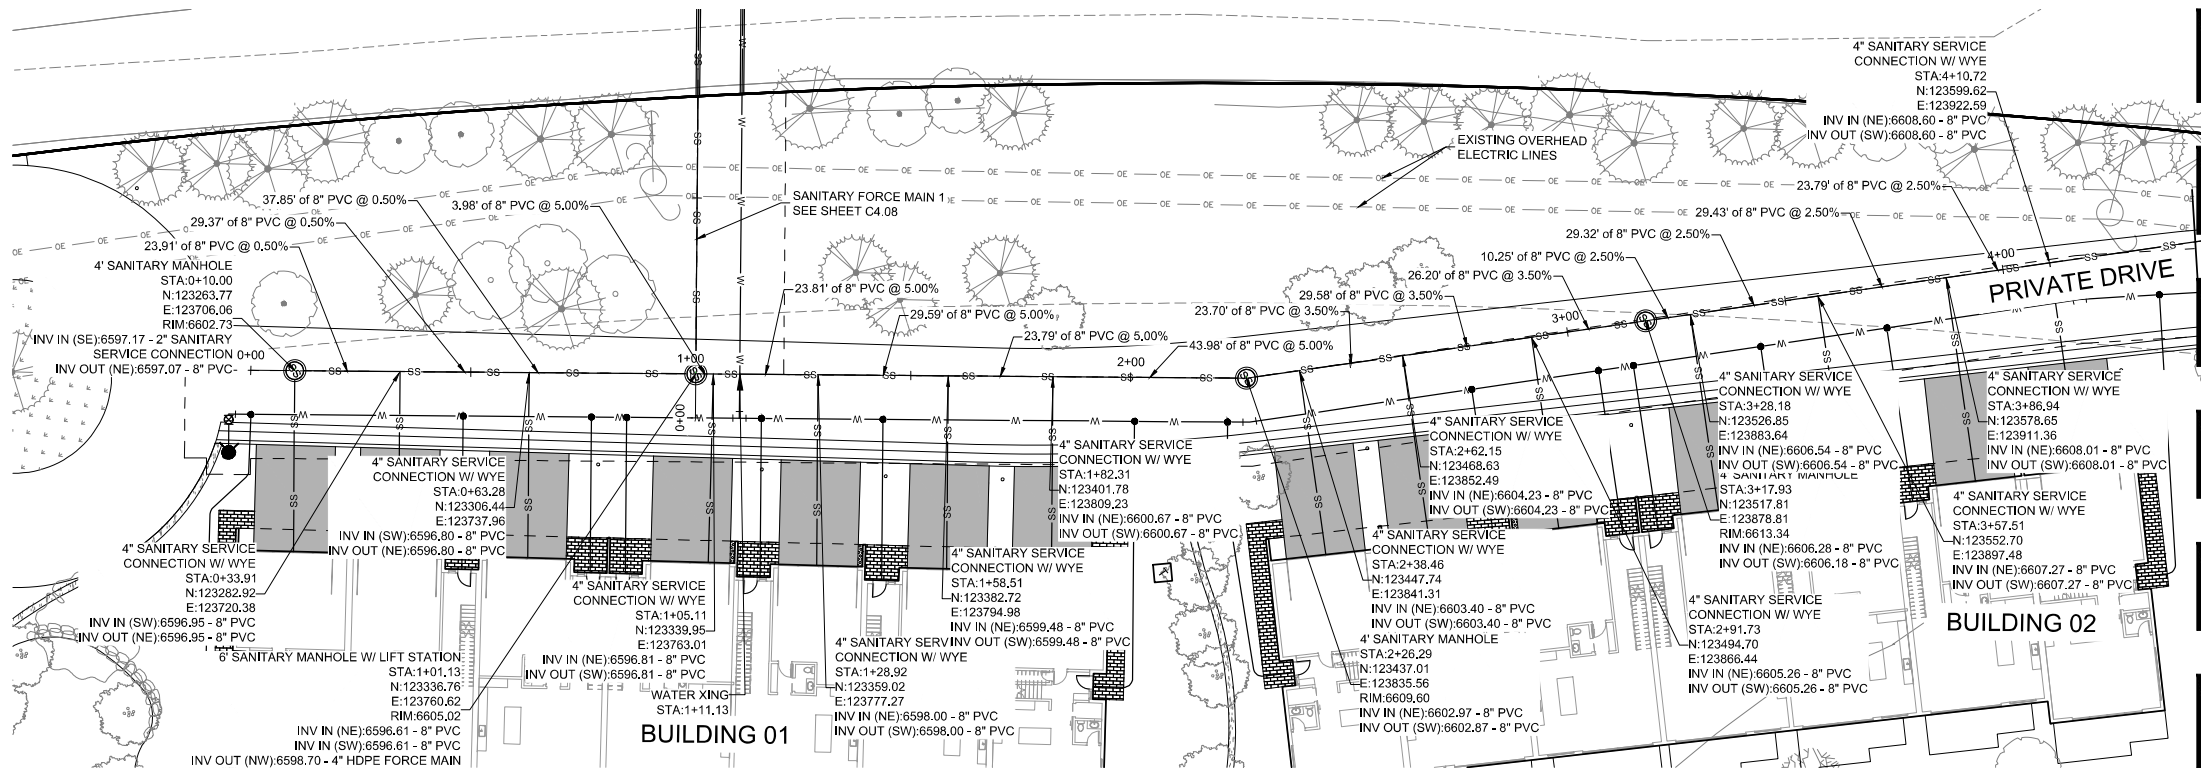 4" SANITARY SERVICE
CONNECTION W/ WYE
STA:4+10.72
N:123599.62
E:123922.59
INV IN (NE):6608.60 - 8" PVC
INV OUT (SW):6608.60 - 8" PVC
EXISTING OVERHEAD
ELECTRIC LINES
SANITARY FORCE MAIN 1
SEE SHEET C4.08
37.85' of 8" PVC @ 0.50%
3.98' of 8" PVC @ 5.00%
29.37' of 8" PVC @ 0.50%
23.91' of 8" PVC @ 0.50%
23.79' of 8" PVC @ 2.50%
29.43' of 8" PVC @ 2.50%
29.32' of 8" PVC @ 2.50%
10.25' of 8" PVC @ 2.50%
26.20' of 8" PVC @ 3.50%
29.58' of 8" PVC @ 3.50%
23.70' of 8" PVC @ 3.50%
23.81' of 8" PVC @ 5.00%
29.59' of 8" PVC @ 5.00%
23.79' of 8" PVC @ 5.00%
43.98' of 8" PVC @ 5.00%
4' SANITARY MANHOLE
STA:0+10.00
N:123263.77
E:123706.06
RIM:6602.73
INV IN (SE):6597.17 - 2" SANITARY
SERVICE CONNECTION
INV OUT (NE):6597.07 - 8" PVC
0+00
1+00
2+00
3+00
4+00
0+00
PRIVATE DRIVE
4" SANITARY SERVICE
CONNECTION W/ WYE
STA:0+63.28
N:123306.44
E:123737.96
INV IN (SW):6596.80 - 8" PVC
INV OUT (NE):6596.80 - 8" PVC
4" SANITARY SERVICE
CONNECTION W/ WYE
STA:0+33.91
N:123282.92
E:123720.38
INV IN (SW):6596.95 - 8" PVC
INV OUT (NE):6596.95 - 8" PVC
6' SANITARY MANHOLE W/ LIFT STATION
STA:1+01.13
N:123336.76
E:123760.62
RIM:6605.02
INV IN (NE):6596.61 - 8" PVC
INV IN (SW):6596.61 - 8" PVC
INV OUT (NW):6598.70 - 4" HDPE FORCE MAIN
4" SANITARY SERVICE
CONNECTION W/ WYE
STA:1+05.11
N:123339.95
E:123763.01
INV IN (NE):6596.81 - 8" PVC
INV OUT (SW):6596.81 - 8" PVC
WATER XING
STA:1+11.13
BUILDING 01
4" SANITARY SERVICE
CONNECTION W/ WYE
STA:1+82.31
N:123401.78
E:123809.23
INV IN (NE):6600.67 - 8" PVC
INV OUT (SW):6600.67 - 8" PVC
4" SANITARY SERVICE
CONNECTION W/ WYE
STA:1+58.51
N:123382.72
E:123794.98
INV IN (NE):6599.48 - 8" PVC
INV OUT (SW):6599.48 - 8" PVC
4" SANITARY SERV
CONNECTION W/ WYE
STA:1+28.92
N:123359.02
E:123777.27
INV IN (NE):6598.00 - 8" PVC
INV OUT (SW):6598.00 - 8" PVC
4" SANITARY SERVICE
CONNECTION W/ WYE
STA:2+62.15
N:123468.63
E:123852.49
INV IN (NE):6604.23 - 8" PVC
INV OUT (SW):6604.23 - 8" PVC
4" SANITARY SERVICE
CONNECTION W/ WYE
STA:2+38.46
N:123447.74
E:123841.31
INV IN (NE):6603.40 - 8" PVC
INV OUT (SW):6603.40 - 8" PVC
4' SANITARY MANHOLE
STA:2+26.29
N:123437.01
E:123835.56
RIM:6609.60
INV IN (NE):6602.97 - 8" PVC
INV OUT (SW):6602.87 - 8" PVC
4" SANITARY SERVICE
CONNECTION W/ WYE
STA:3+28.18
N:123526.85
E:123883.64
INV IN (NE):6606.54 - 8" PVC
INV OUT (SW):6606.54 - 8" PVC
4' SANITARY MANHOLE
STA:3+17.93
N:123517.81
E:123878.81
RIM:6613.34
INV IN (NE):6606.28 - 8" PVC
INV OUT (SW):6606.18 - 8" PVC
4" SANITARY SERVICE
CONNECTION W/ WYE
STA:2+91.73
N:123494.70
E:123866.44
INV IN (NE):6605.26 - 8" PVC
INV OUT (SW):6605.26 - 8" PVC
4" SANITARY SERVICE
CONNECTION W/ WYE
STA:3+86.94
N:123578.65
E:123911.36
INV IN (NE):6608.01 - 8" PVC
INV OUT (SW):6608.01 - 8" PVC
4" SANITARY SERVICE
CONNECTION W/ WYE
STA:3+57.51
N:123552.70
E:123897.48
INV IN (NE):6607.27 - 8" PVC
INV OUT (SW):6607.27 - 8" PVC
BUILDING 02